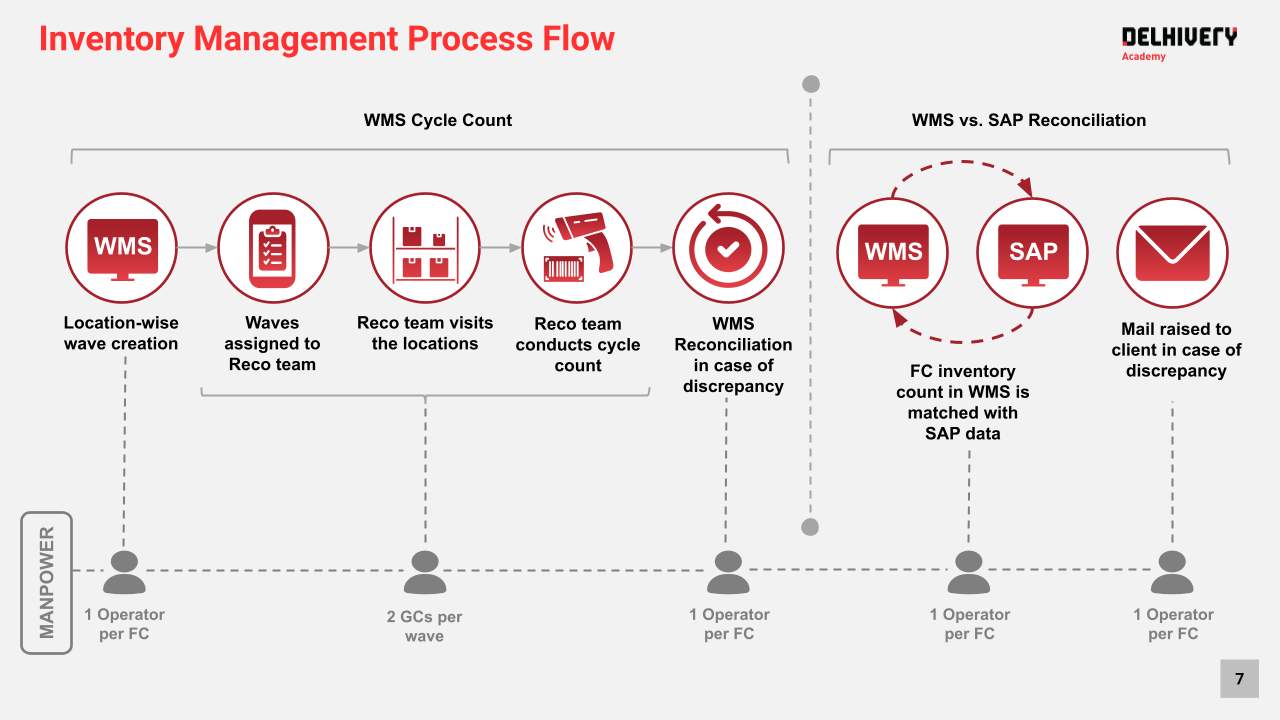 Inventory Management Process Flow
DELHIVERY
Academy
WMS Cycle Count
WMS vs. SAP Reconciliation
WMS
WMS
SAP
Location-wise
wave creation
Waves
assigned to
Reco team
Reco team visits
the locations
Reco team
conducts cycle
count
WMS
Reconciliation
in case of
discrepancy
FC inventory
count in WMS is
matched with
SAP data
Mail raised to
client in case of
discrepancy
MANPOWER
1 Operator
per FC
2 GCs per
wave
1 Operator
per FC
1 Operator
per FC
1 Operator
per FC
7